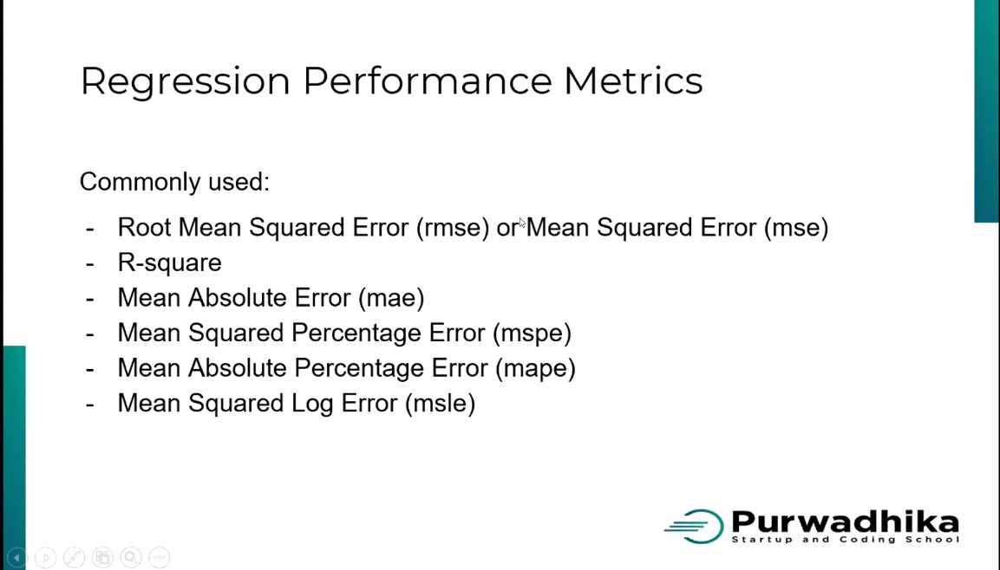 Regression Performance Metrics
Commonly used:
- Root Mean Squared Error (rmse) or Mean Squared Error (mse)
- R-square
- Mean Absolute Error (mae)
- Mean Squared Percentage Error (mspe)
- Mean Absolute Percentage Error (mape)
- Mean Squared Log Error (msle)
Purwadhika
Startup and Coding School